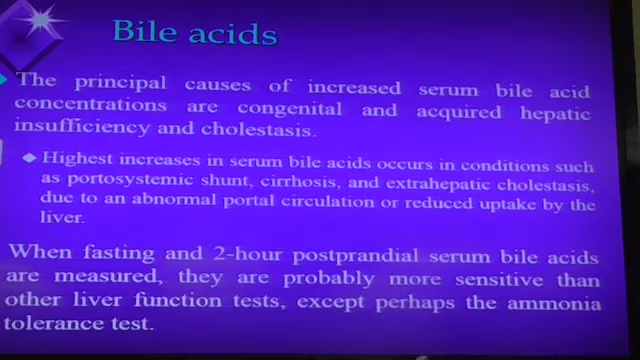 Bile acids
The principal causes of increased serum bile acid
concentrations are congenital and acquired hepatic
insufficiency and cholestasis.
Highest increases in serum bile acids occurs in conditions such
as portosystemic shunt, cirrhosis, and extrahepatic cholestasis,
due to an abnormal portal circulation or reduced uptake by the
liver.
When fasting and 2-hour postprandial serum bile acids
are measured, they are probably more sensitive than
other liver function tests, except perhaps the ammonia
tolerance test.